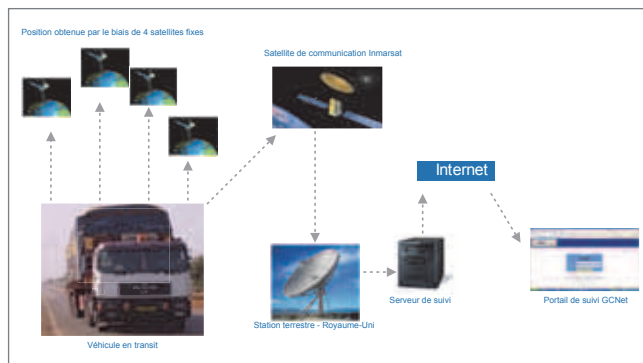 Position obtenue par le biais de 4 satellites fixes
Satellite de communication Inmarsat
Internet
Véhicule en transit
Station terrestre - Royaume-Uni
Serveur de suivi
Portail de suivi GCNet